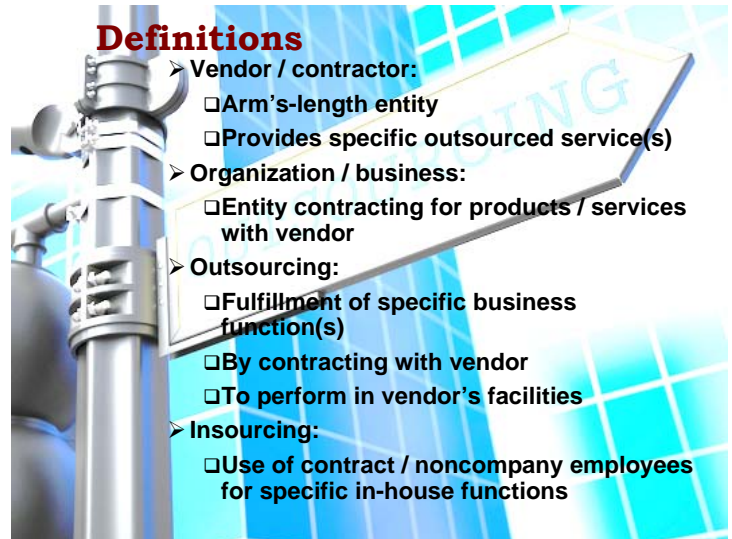 Definitions
➢ Vendor / contractor:
❑Arm's-length entity
❑Provides specific outsourced service(s)
➢ Organization / business:
❑Entity contracting for products / services
with vendor
➢ Outsourcing:
❑Fulfillment of specific business
function(s)
❑By contracting with vendor
❑To perform in vendor's facilities
➢ Insourcing:
❑Use of contract / noncompany employees
for specific in-house functions
OUTSOURCING